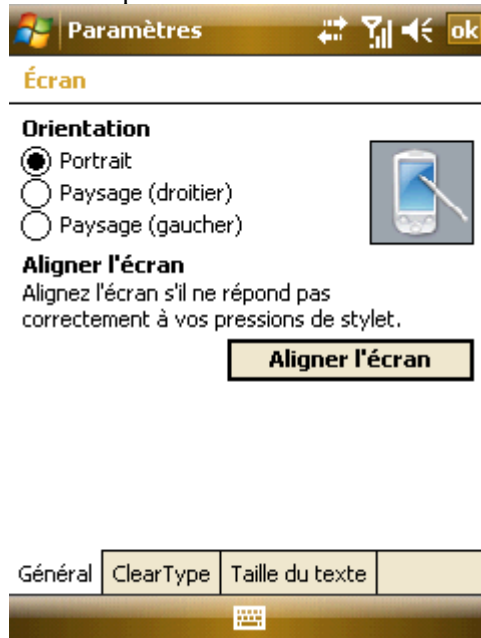 Paramètres
ok
Écran
Orientation
Portrait
Paysage (droitier)
Paysage (gaucher)
Aligner l'écran
Alignez l'écran s'il ne répond pas
correctement à vos pressions de stylet.
Aligner l'écran
Général ClearType Taille du texte